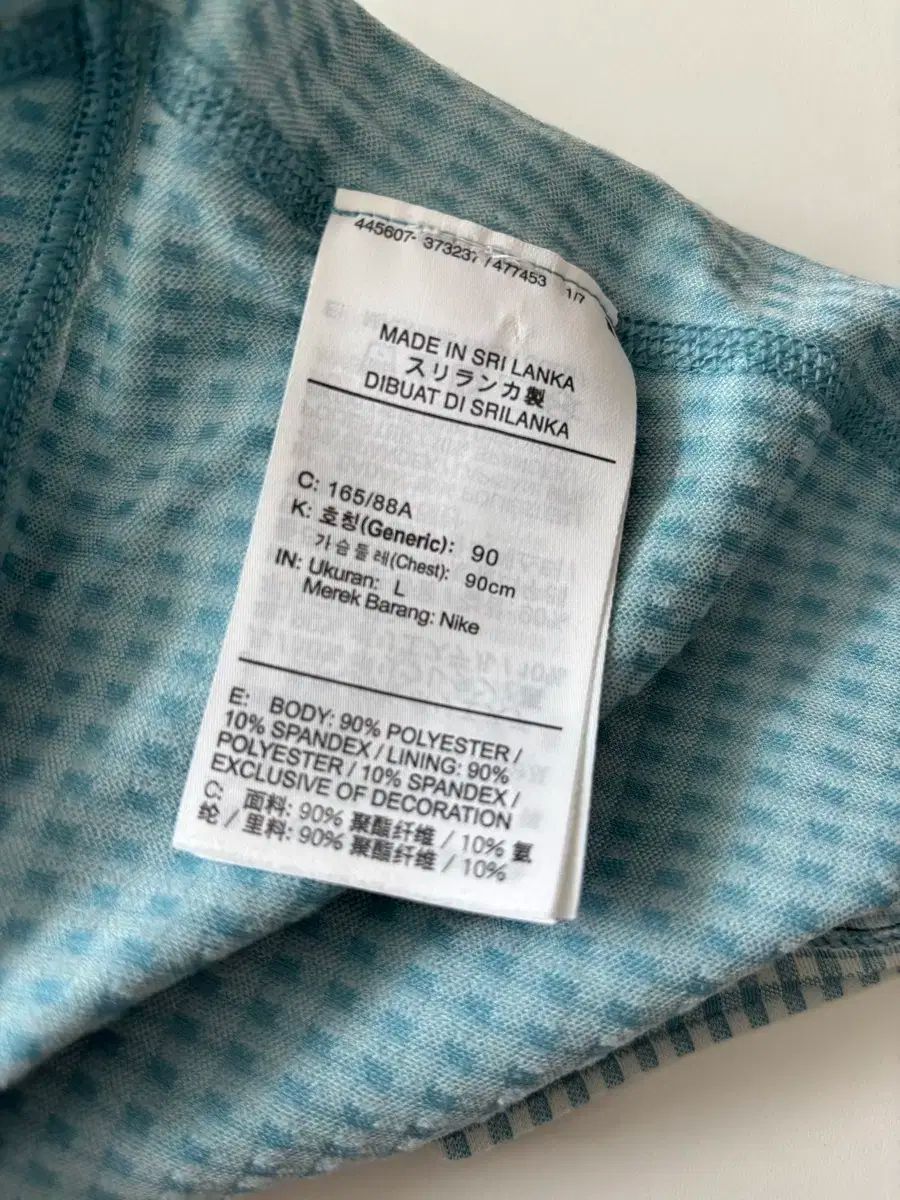 445607- 373237 / 477453 1/7
MADE IN SRI LANKA
スリランカ製
DIBUAT DI SRILANKA
C: 165/88A
K: 호칭(Generic): 90
가슴둘레(Chest): 90cm
IN: Ukuran: L
Merek Barang: Nike
E: BODY: 90% POLYESTER /
10% SPANDEX / LINING: 90%
POLYESTER / 10% SPANDEX /
EXCLUSIVE OF DECORATION
C: 面料: 90% 聚酯纤维 / 10% 氨
纶 / 里料: 90% 聚酯纤维 / 10%